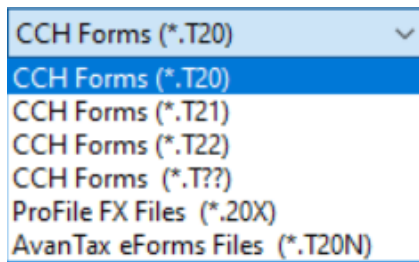 CCH Forms (*.T20)
CCH Forms (*.T20)
CCH Forms (*.T21)
CCH Forms (*.T22)
CCH Forms  (*.T??)
ProFile FX Files  (*.20X)
AvanTax eForms Files  (*.T20N)